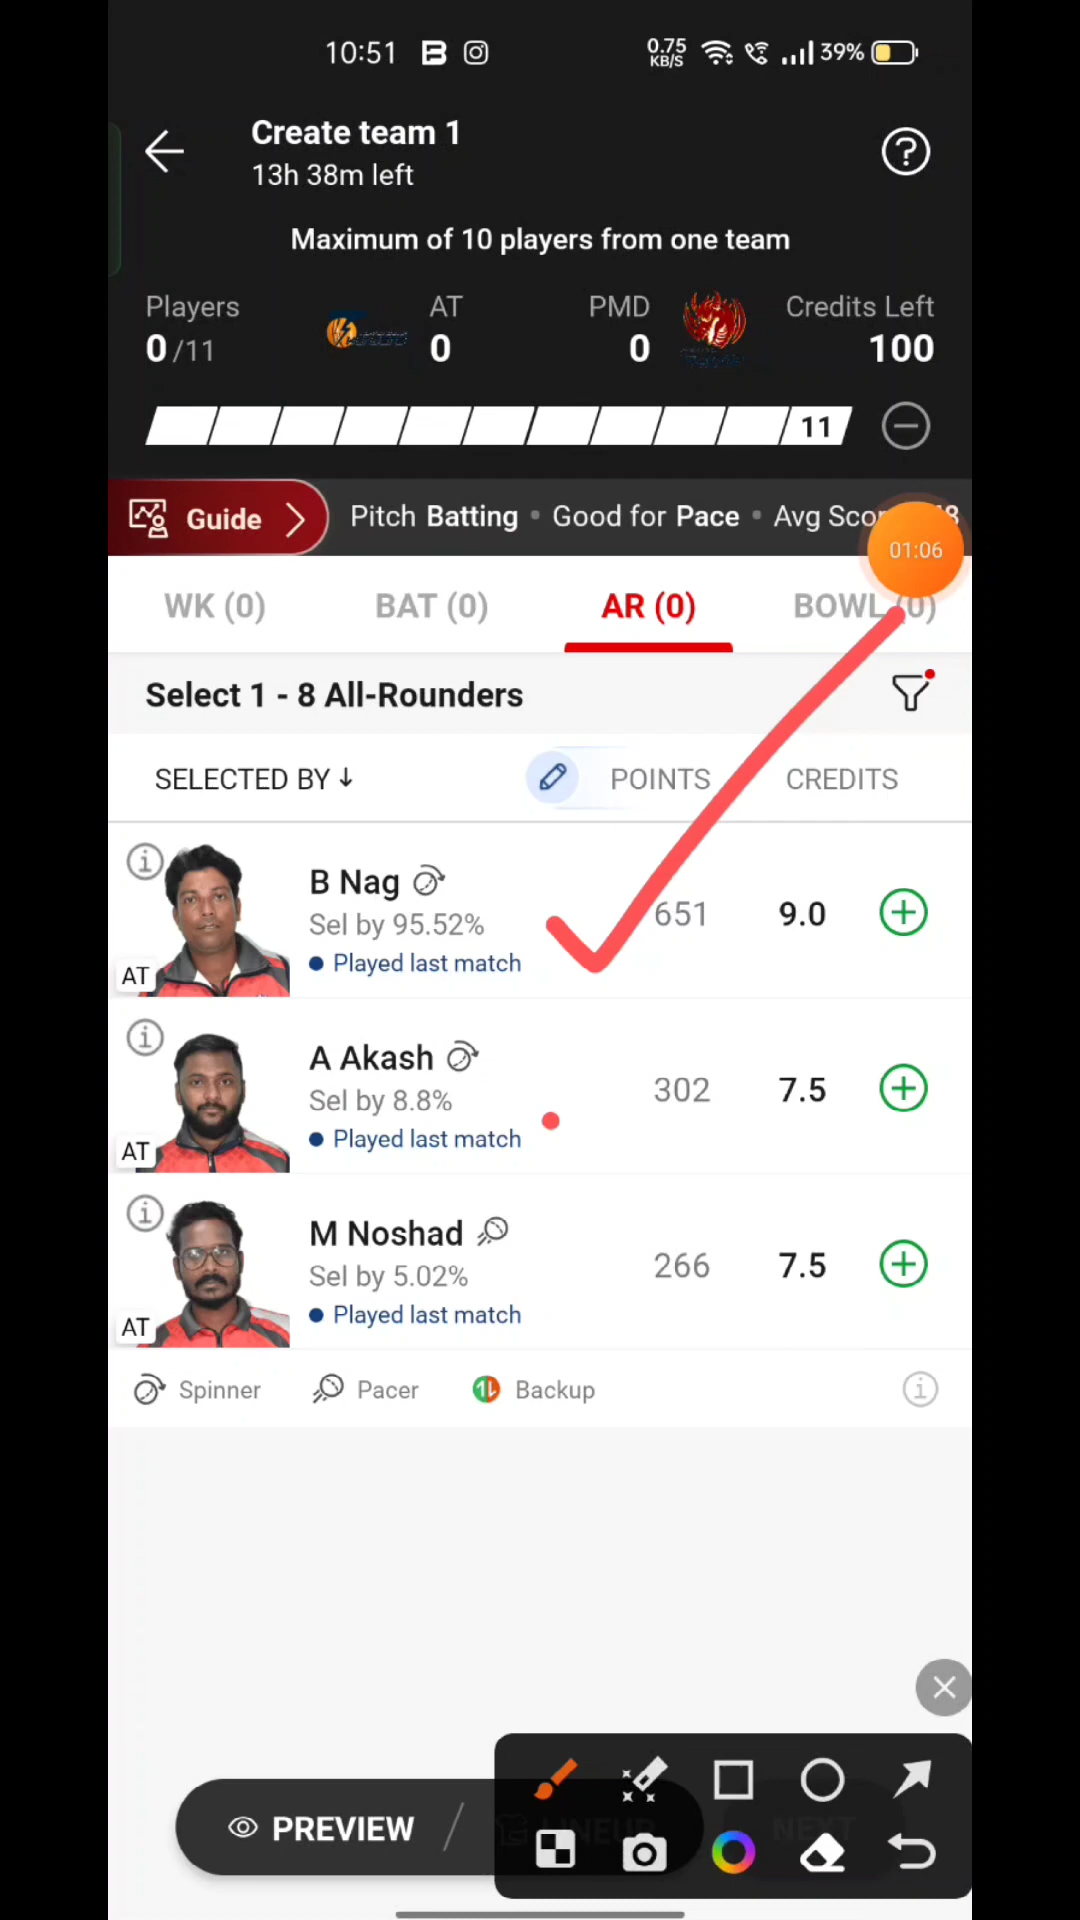 10:51
0.75 KB/S
39%
Create team 1
13h 38m left
Maximum of 10 players from one team
Players AT PMD Credits Left
0/11 0 0 100
11
Guide Pitch Batting • Good for Pace • Avg
01:06
WK (0) BAT (0) AR (0) BOWL (0)
Select 1 - 8 All-Rounders
SELECTED BY ↓ POINTS CREDITS
B Nag
Sel by 95.52% 651 9.0
Played last match
AT
A Akash
Sel by 8.8% 302 7.5
Played last match
AT
M Noshad
Sel by 5.02% 266 7.5
Played last match
AT
Spinner Pacer Backup
PREVIEW / LINEUP NEXT